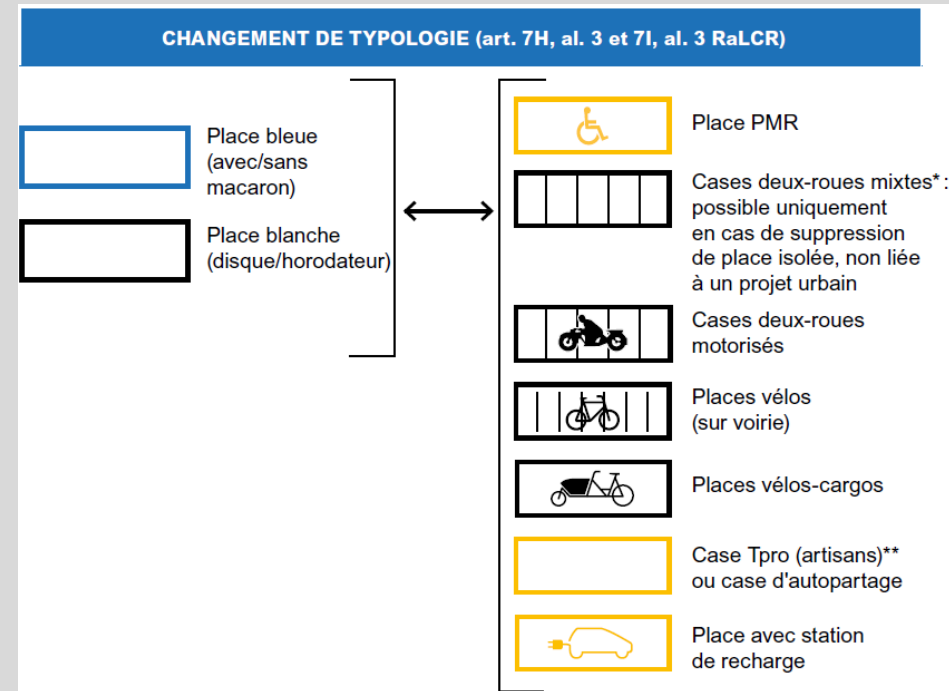 CHANGEMENT DE TYPOLOGIE (art. 7H, al. 3 et 7I, al. 3 RaLCR)
Place bleue
(avec/sans
macaron)
Place blanche
(disque/horodateur)
Place PMR
Cases deux-roues mixtes* :
possible uniquement
en cas de suppression
de place isolée, non liée
à un projet urbain
Cases deux-roues
motorisés
Places vélos
(sur voirie)
Places vélos-cargos
Case Tpro (artisans)**
ou case d'autopartage
Place avec station
de recharge